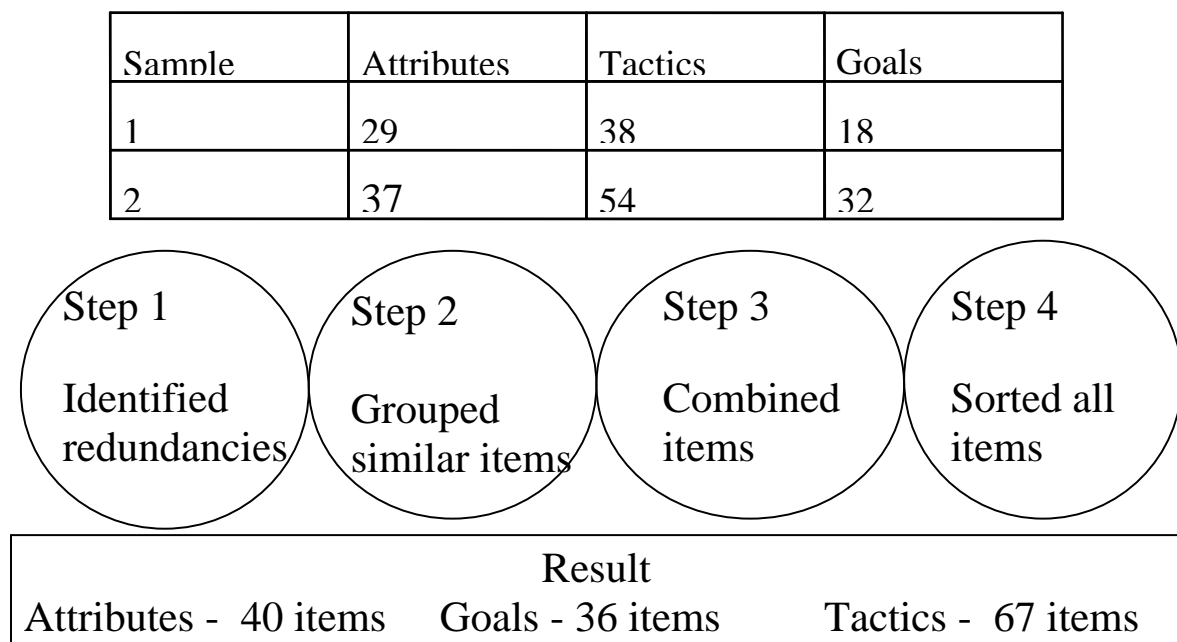 Sample Attributes Tactics Goals
1 29 38 18
2 37 54 32
Step 1
Identified
redundancies
Step 2
Grouped
similar items
Step 3
Combined
items
Step 4
Sorted all
items
Result
Attributes - 40 items Goals - 36 items Tactics - 67 items